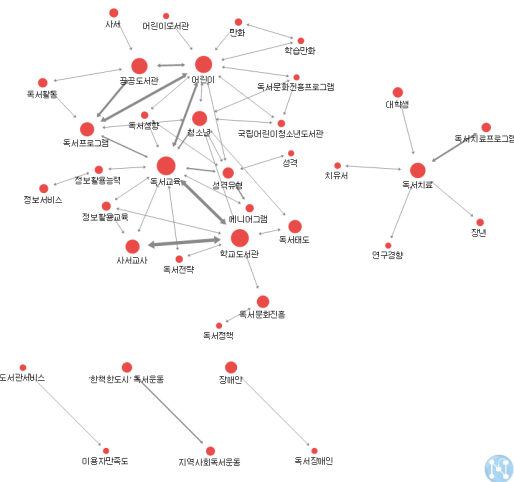 사서
어린이도서관
만화
학습만화
공공도서관
어린이
독서문화진흥프로그램
독서활동
대학생
독서성향
청소년
국립어린이청소년도서관
독서프로그램
독서치료프로그램
성격
치유서
독서치료
정보활용능력
독서교육
성격유형
정보서비스
정보활용교육
에니어그램
장년
사서교사
학교도서관
독서태도
연구경향
독서전략
독서문화진흥
독서정책
도서관서비스
'한책한도시' 독서운동
장애인
이용자만족도
지역사회독서운동
독서장애인